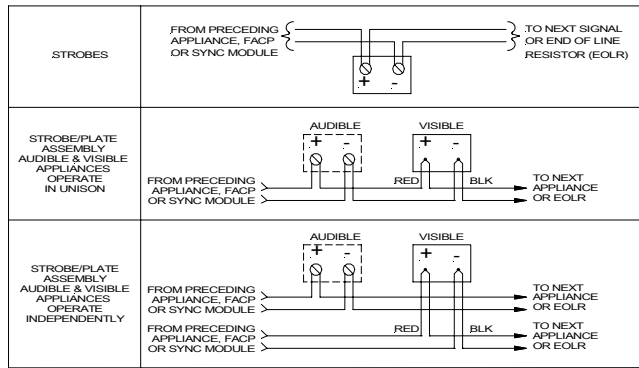 STROBES
FROM PRECEDING
APPLIANCE, FACP
OR SYNC MODULE
TO NEXT SIGNAL
OR END OF LINE
RESISTOR (EOLR)
+ -
STROBE/PLATE
ASSEMBLY
AUDIBLE & VISIBLE
APPLIANCES
OPERATE
IN UNISON
AUDIBLE
+ -
VISIBLE
+ -
FROM PRECEDING
APPLIANCE, FACP
OR SYNC MODULE
RED
BLK
TO NEXT
APPLIANCE
OR EOLR
STROBE/PLATE
ASSEMBLY
AUDIBLE & VISIBLE
APPLIANCES
OPERATE
INDEPENDENTLY
AUDIBLE
+ -
VISIBLE
+ -
FROM PRECEDING
APPLIANCE, FACP
OR SYNC MODULE
TO NEXT
APPLIANCE
OR EOLR
FROM PRECEDING
APPLIANCE, FACP
OR SYNC MODULE
RED
BLK
TO NEXT
APPLIANCE
OR EOLR